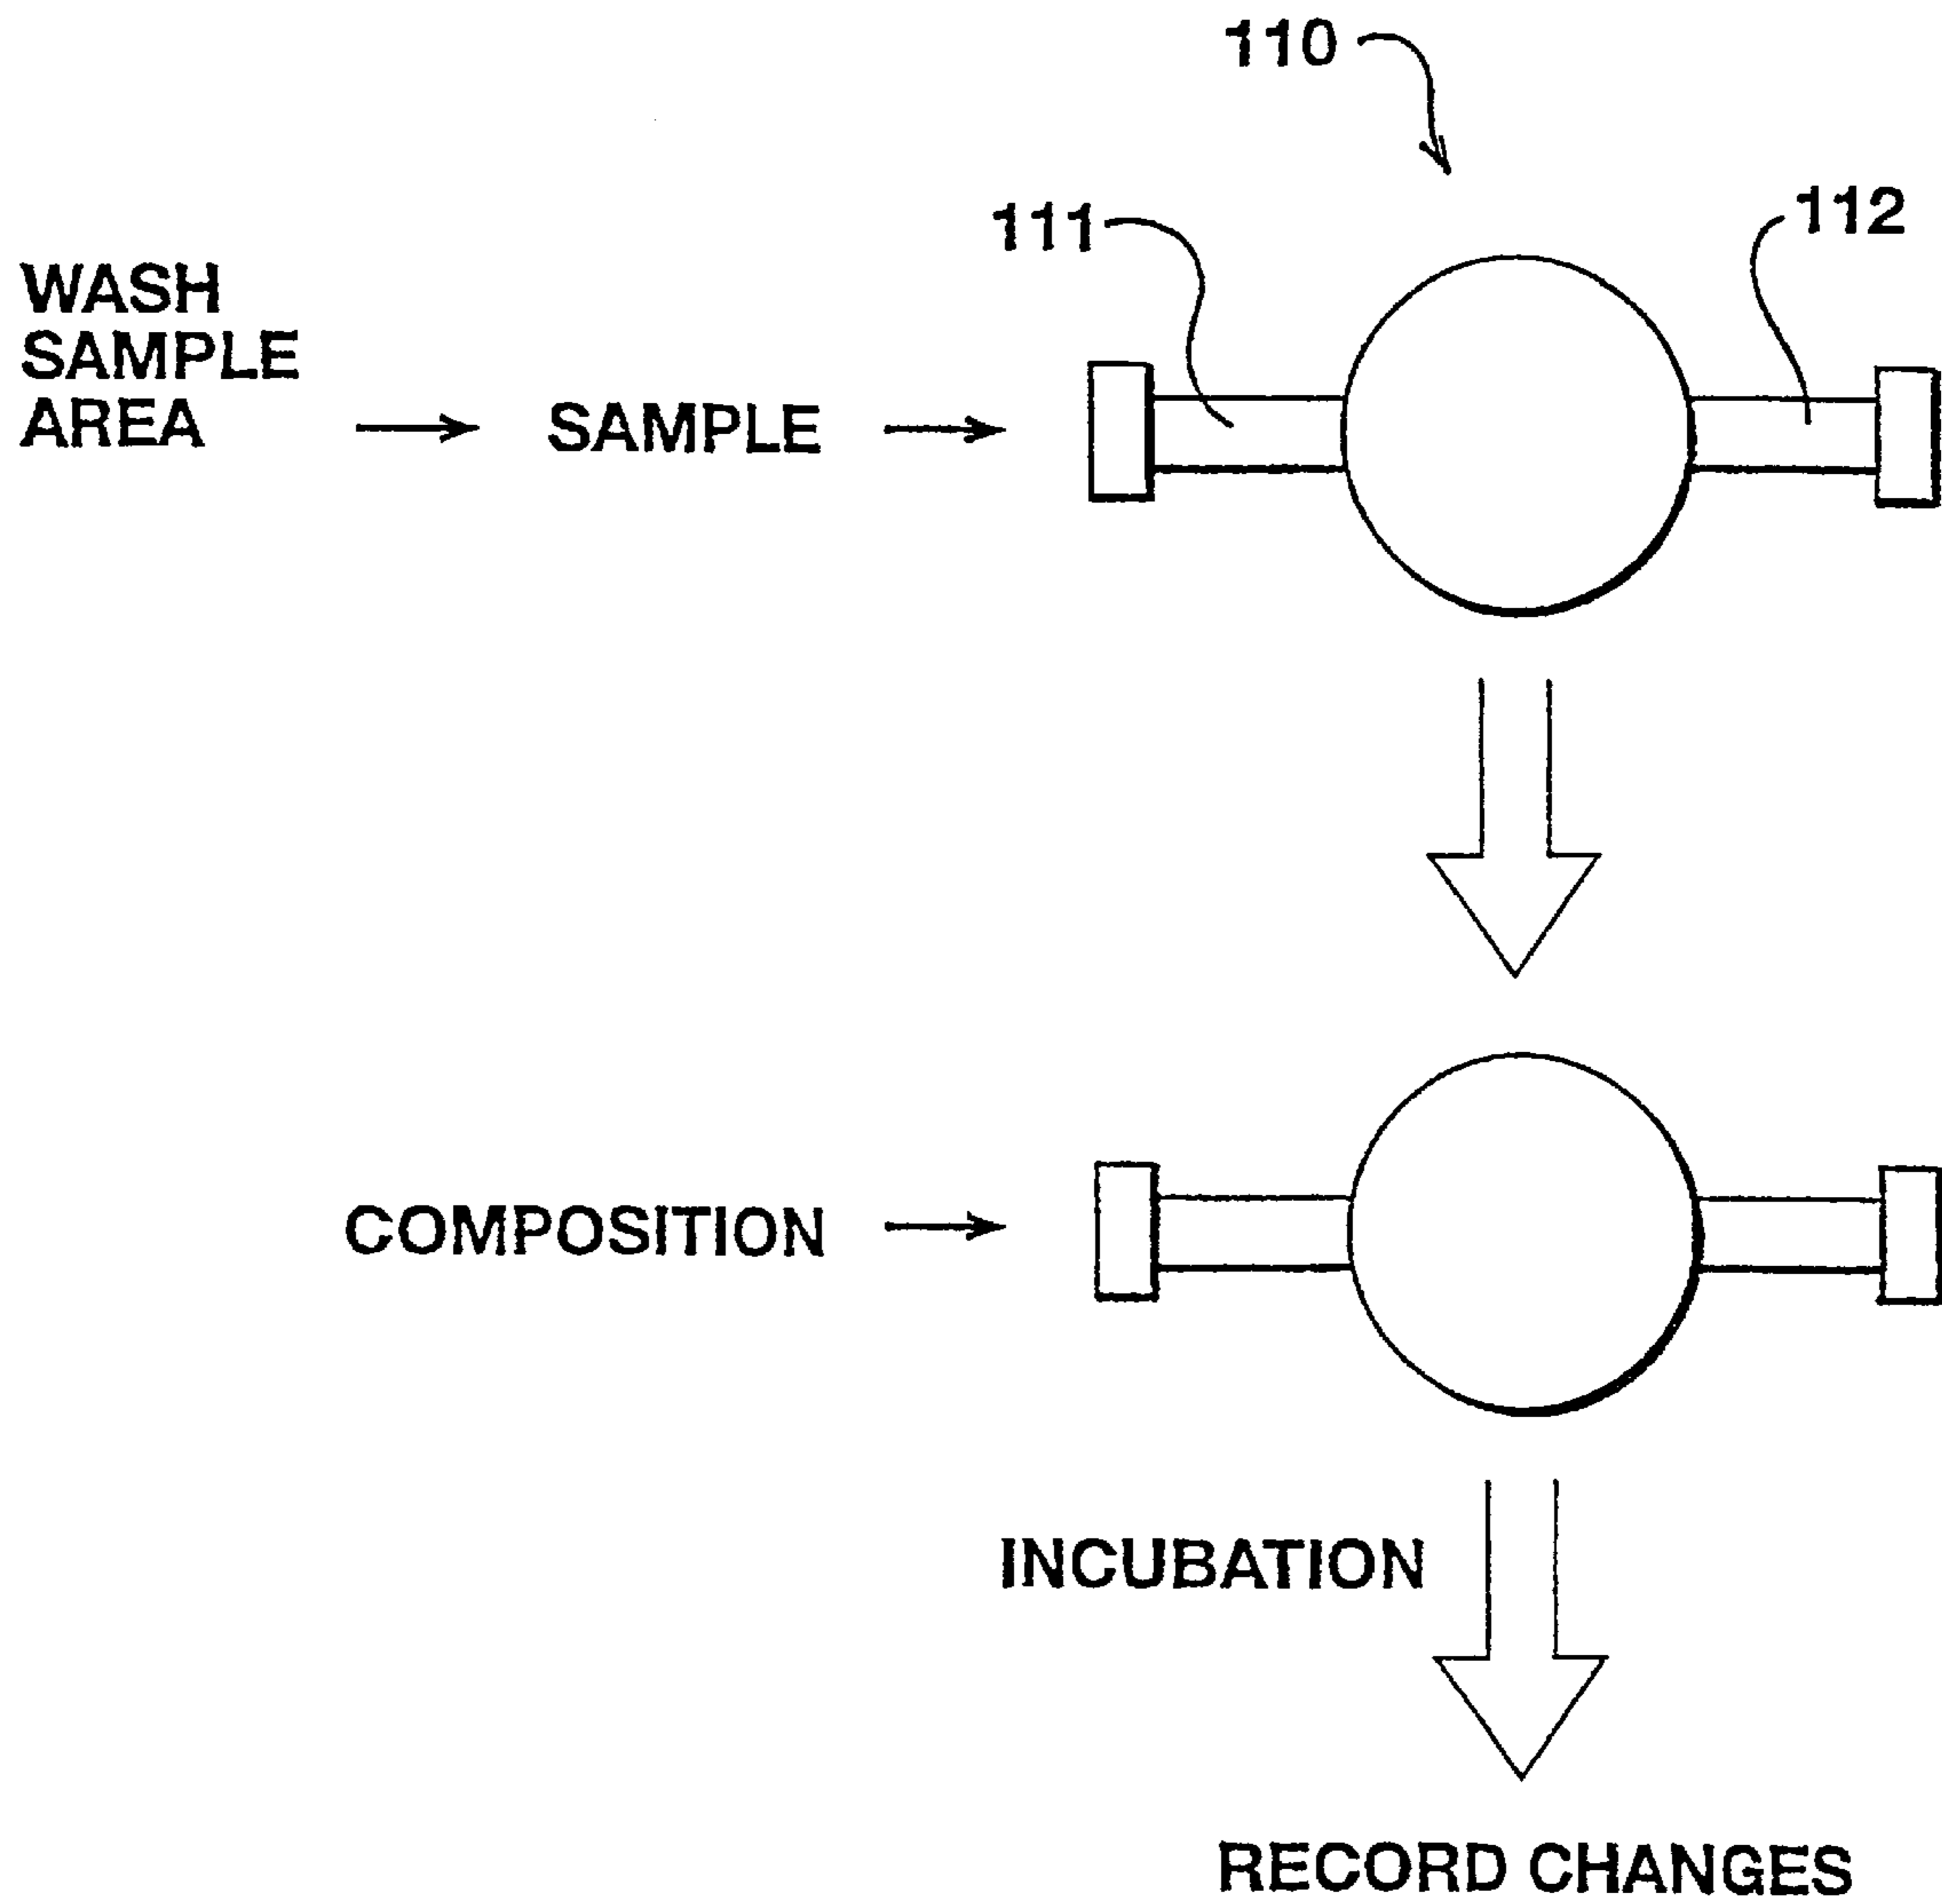 110
111
112
WASH
SAMPLE
AREA
SAMPLE
COMPOSITION
INCUBATION
RECORD CHANGES